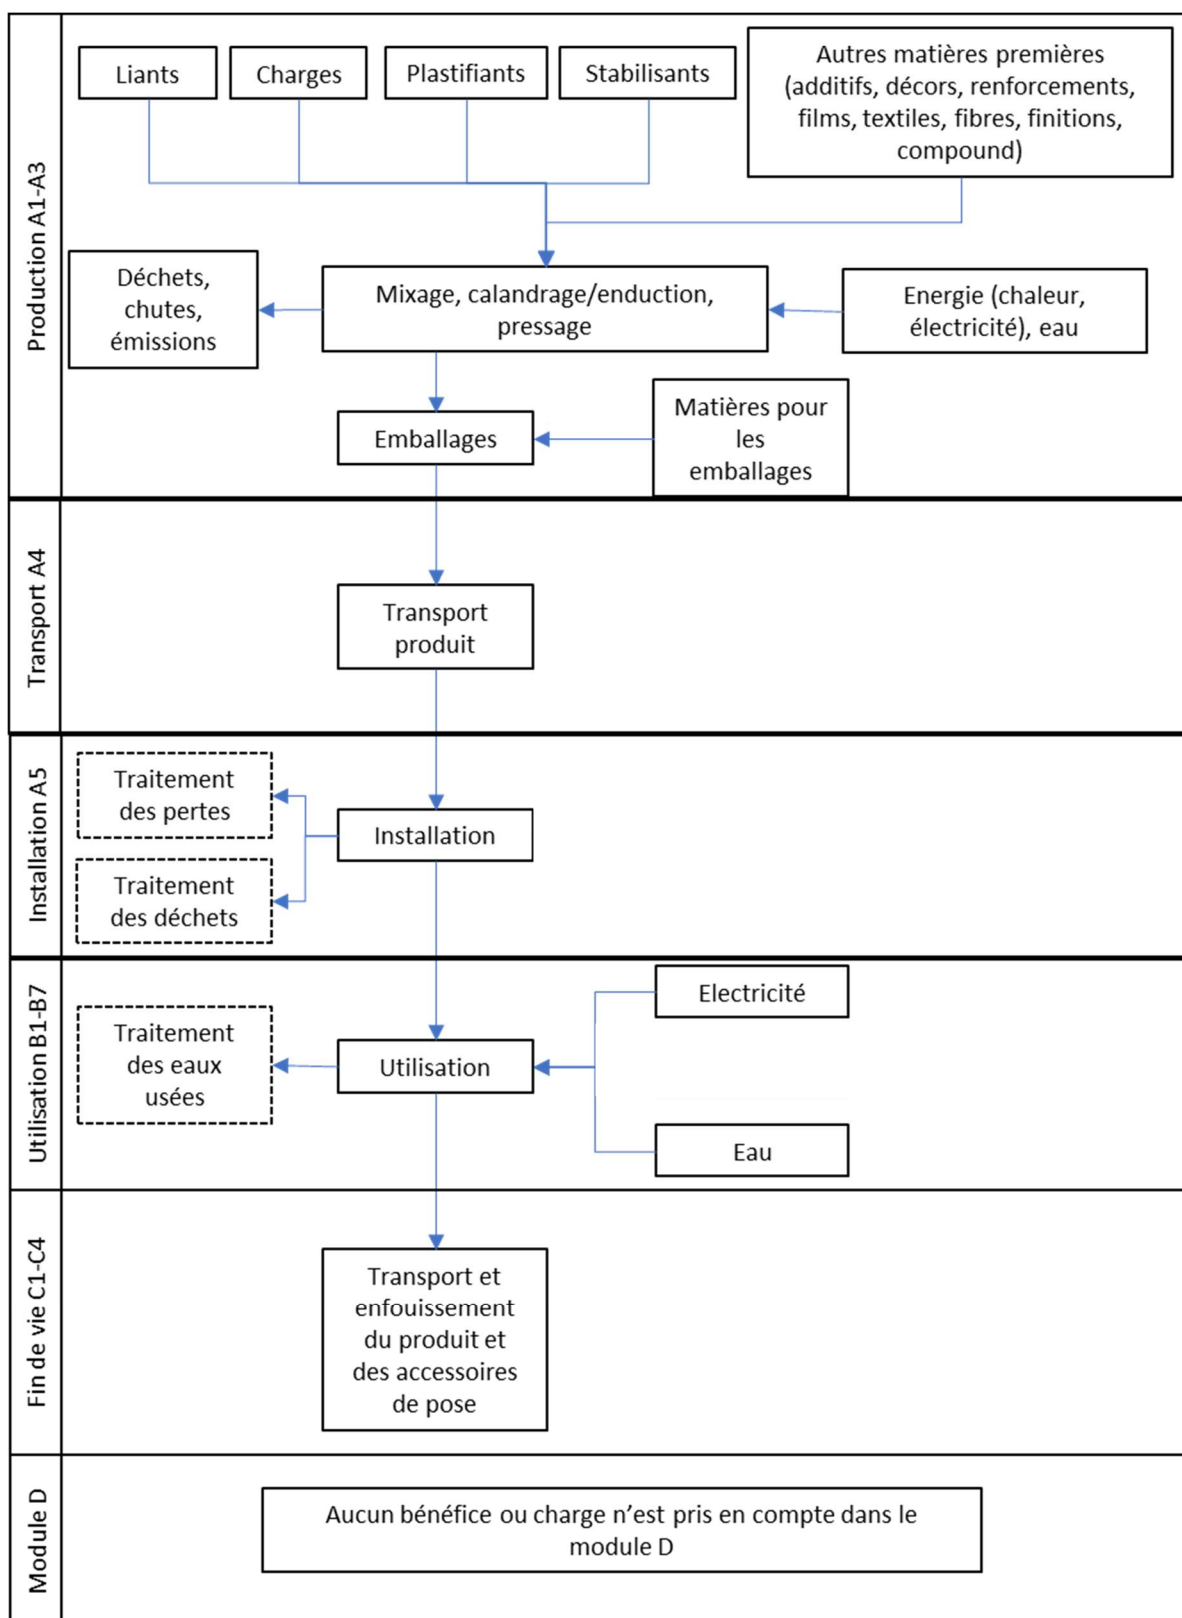 Production A1-A3
Liants
Charges
Plastifiants
Stabilisants
Autres matières premières
(additifs, décors, renforcements,
films, textiles, fibres, finitions,
compound)
Déchets,
chutes,
émissions
Mixage, calandrage/enduction,
pressage
Energie (chaleur,
électricité), eau
Emballages
Matières pour
les
emballages
Transport A4
Transport
produit
Installation A5
Traitement
des pertes
Installation
Traitement
des déchets
Utilisation B1-B7
Electricité
Traitement
des eaux
usées
Utilisation
Eau
Fin de vie C1-C4
Transport et
enfouissement
du produit et
des accessoires
de pose
Module D
Aucun bénéfice ou charge n’est pris en compte dans le
module D